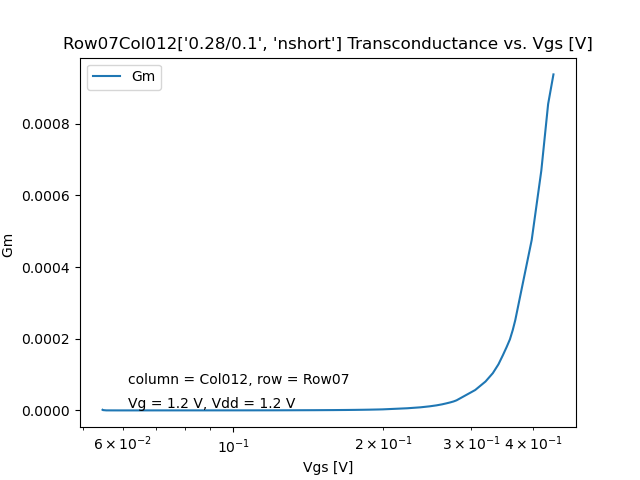 Row07Col012['0.28/0.1', 'nshort'] Transconductance vs. Vgs [V]
Gm
0.0008
0.0006
0.0004
0.0002
0.0000
Gm
column = Col012, row = Row07
Vg = 1.2 V, Vdd = 1.2 V
6 × 10⁻² 10⁻¹ 2 × 10⁻¹ 3 × 10⁻¹ 4 × 10⁻¹
Vgs [V]